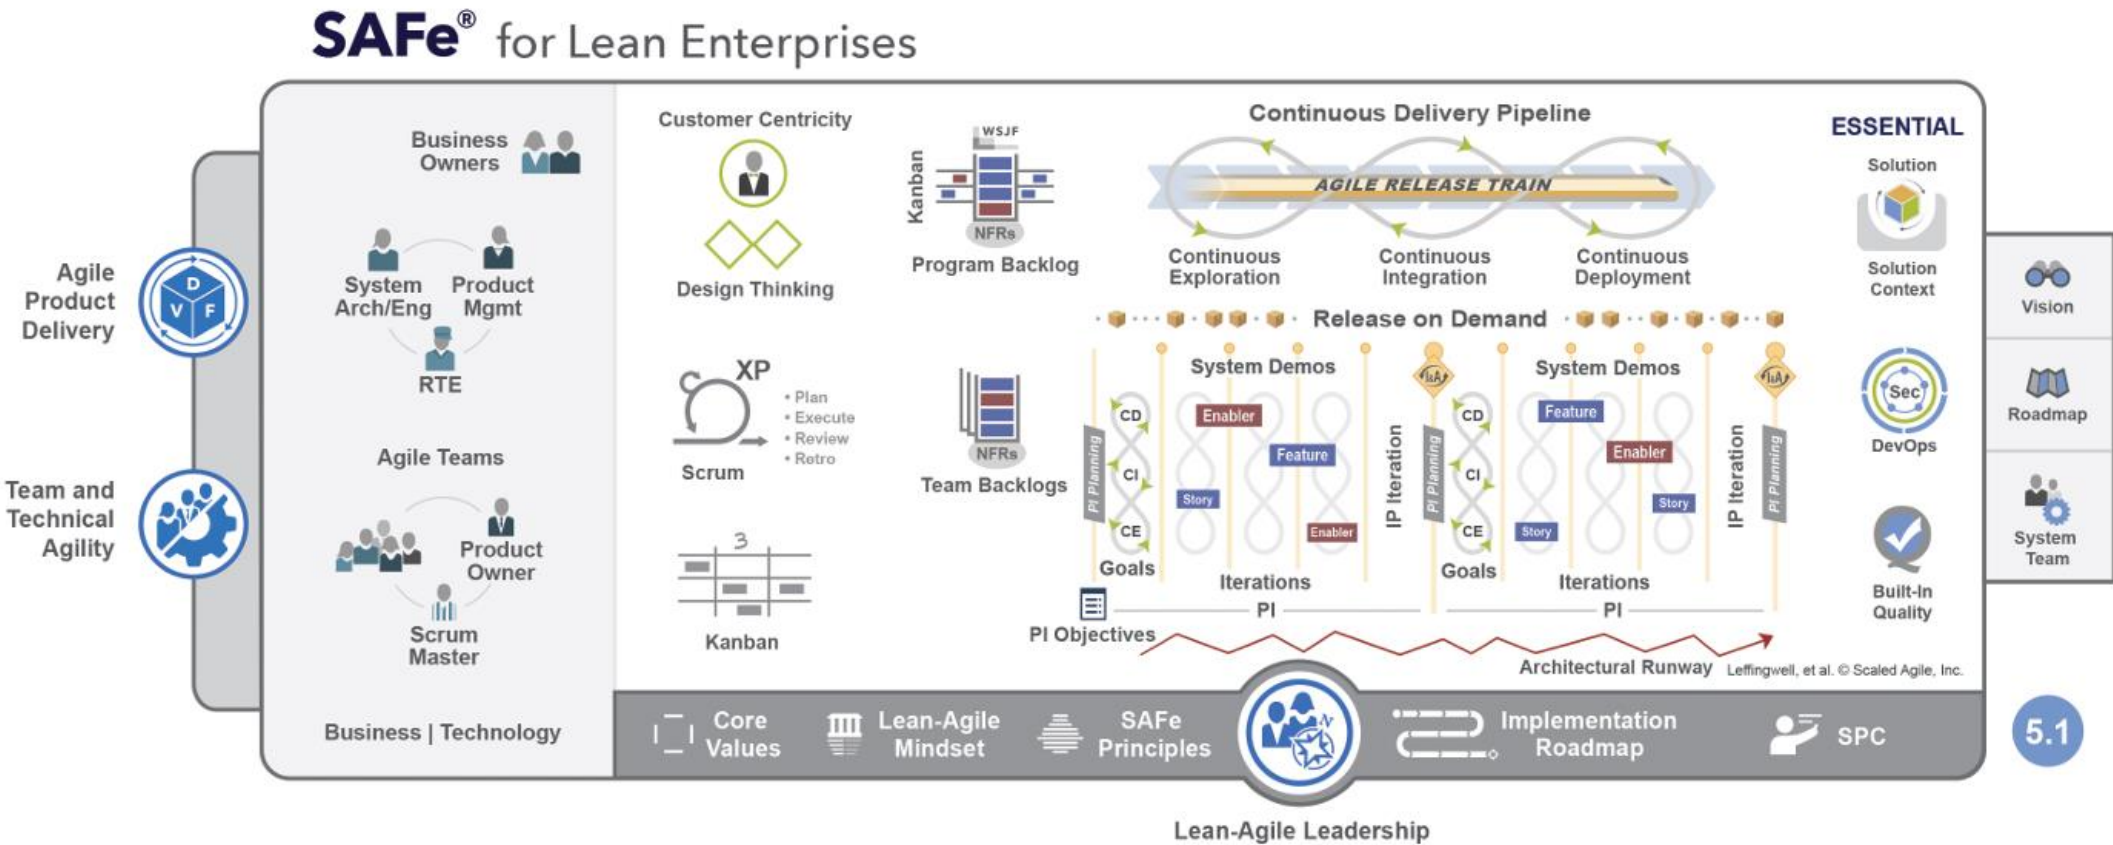 SAFe® for Lean Enterprises
Agile
Product
Delivery
D
V F
Team and
Technical
Agility
Business
Owners
System
Arch/Eng
Product
Mgmt
RTE
Agile Teams
Product
Owner
Scrum
Master
Business | Technology
Customer Centricity
Design Thinking
XP
• Plan
• Execute
• Review
• Retro
Scrum
3
Kanban
WSJF
Kanban
NFRs
Program Backlog
NFRs
Team Backlogs
Continuous Delivery Pipeline
AGILE RELEASE TRAIN
Continuous
Exploration
Continuous
Integration
Continuous
Deployment
Release on Demand
PI Planning
CD
CI
CE
Goals
System Demos
Enabler
Feature
Story
Enabler
Iterations
IP Iteration
I&A
PI Planning
CD
CI
CE
Goals
System Demos
Feature
Enabler
Story
Story
Iterations
IP Iteration
I&A
PI Planning
PI
PI
PI Objectives
Architectural Runway
Leffingwell, et al. © Scaled Agile, Inc.
ESSENTIAL
Solution
Solution
Context
Sec
DevOps
Built-In
Quality
Vision
Roadmap
System
Team
Core
Values
Lean-Agile
Mindset
SAFe
Principles
N
Implementation
Roadmap
SPC
5.1
Lean-Agile Leadership